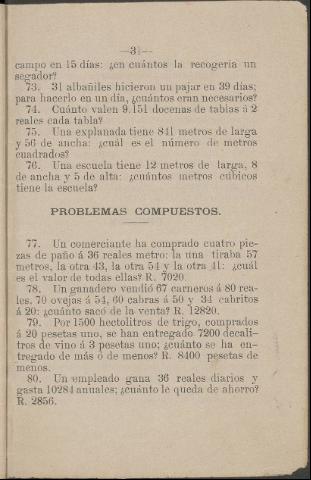 —31—
campo en 15 días: ¿en cuántos la recogería un
segador?
73. 31 albañiles hicieron un pajar en 39 días;
para hacerlo en un día, ¿cuántos eran necesarios?
74. Cuánto valen 9.151 docenas de tablas á 2
reales cada tabla?
75. Una explanada tiene 841 metros de larga
y 56 de ancha: ¿cuál es el número de metros
cuadrados?
76. Una escuela tiene 12 metros de larga, 8
de ancha y 5 de alta: ¿cuántos metros cúbicos
tiene la escuela?
PROBLEMAS COMPUESTOS.
77. Un comerciante ha comprado cuatro pie-
zas de paño á 36 reales metro: la una tiraba 57
metros, la otra 43, la otra 54 y la otra 41: ¿cuál
es el valor de todas ellas? R. 7020.
78. Un ganadero vendió 67 carneros á 80 rea-
les, 70 ovejas á 54, 60 cabras á 50 y 34 cabritos
á 20: ¿cuánto sacó de la venta? R. 12820.
79. Por 1500 hectolitros de trigo, comprados
á 20 pesetas uno, se han entregado 7200 decali-
tros de vino á 3 pesetas uno; ¿cuánto se ha en-
tregado de más ó de menos? R. 8400 pesetas de
menos.
80. Un empleado gana 36 reales diarios y
gasta 10284 anuales; ¿cuánto le queda de ahorro?
R. 2856.